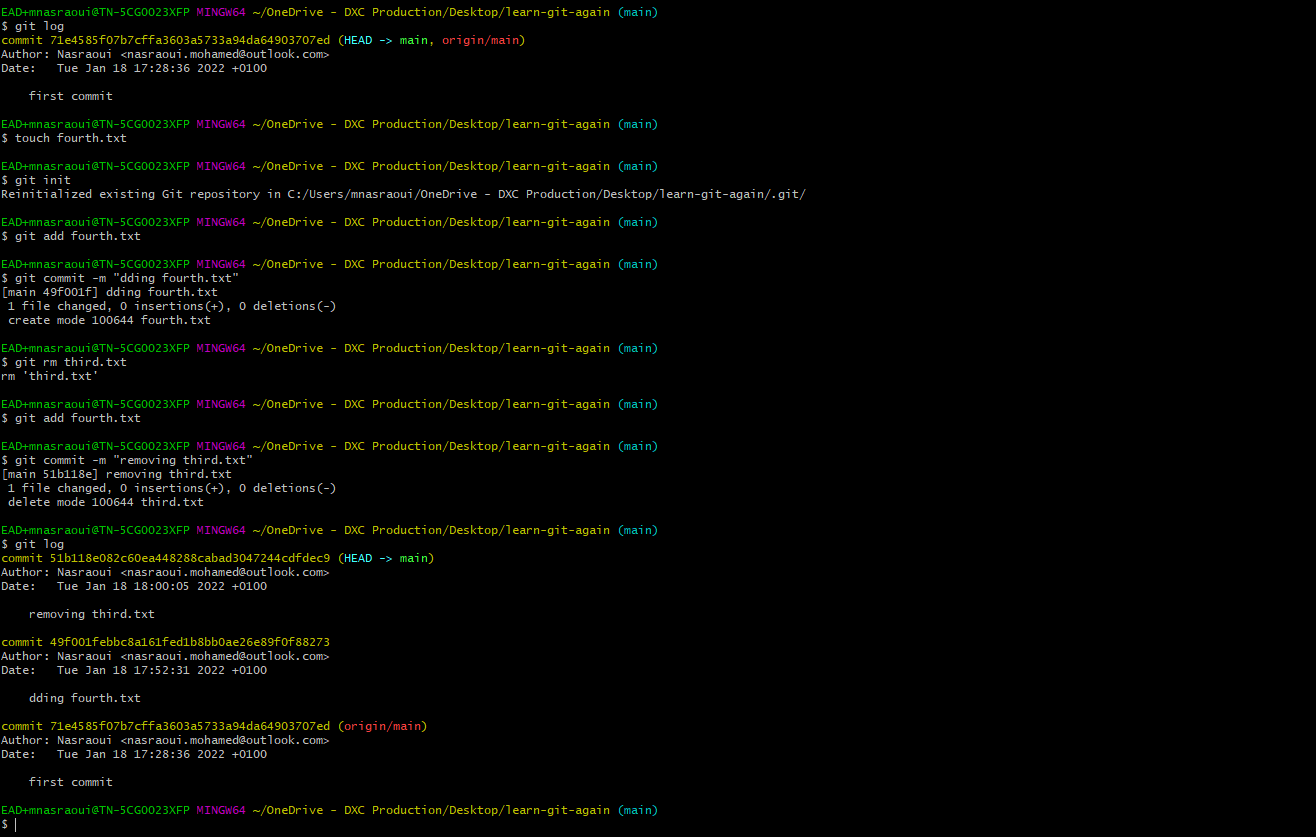 EAD+mnasraoui@TN-5CG0023XFP MINGW64 ~/OneDrive - DXC Production/Desktop/learn-git-again (main)
$ git log
commit 71e4585f07b7cffa3603a5733a94da64903707ed (HEAD -> main, origin/main)
Author: Nasraoui <nasraoui.mohamed@outlook.com>
Date:   Tue Jan 18 17:28:36 2022 +0100

    first commit

EAD+mnasraoui@TN-5CG0023XFP MINGW64 ~/OneDrive - DXC Production/Desktop/learn-git-again (main)
$ touch fourth.txt

EAD+mnasraoui@TN-5CG0023XFP MINGW64 ~/OneDrive - DXC Production/Desktop/learn-git-again (main)
$ git init
Reinitialized existing Git repository in C:/Users/mnasraoui/OneDrive - DXC Production/Desktop/learn-git-again/.git/

EAD+mnasraoui@TN-5CG0023XFP MINGW64 ~/OneDrive - DXC Production/Desktop/learn-git-again (main)
$ git add fourth.txt

EAD+mnasraoui@TN-5CG0023XFP MINGW64 ~/OneDrive - DXC Production/Desktop/learn-git-again (main)
$ git commit -m "dding fourth.txt"
[main 49f001f] dding fourth.txt
 1 file changed, 0 insertions(+), 0 deletions(-)
 create mode 100644 fourth.txt

EAD+mnasraoui@TN-5CG0023XFP MINGW64 ~/OneDrive - DXC Production/Desktop/learn-git-again (main)
$ git rm third.txt
rm 'third.txt'

EAD+mnasraoui@TN-5CG0023XFP MINGW64 ~/OneDrive - DXC Production/Desktop/learn-git-again (main)
$ git add fourth.txt

EAD+mnasraoui@TN-5CG0023XFP MINGW64 ~/OneDrive - DXC Production/Desktop/learn-git-again (main)
$ git commit -m "removing third.txt"
[main 51b118e] removing third.txt
 1 file changed, 0 insertions(+), 0 deletions(-)
 delete mode 100644 third.txt

EAD+mnasraoui@TN-5CG0023XFP MINGW64 ~/OneDrive - DXC Production/Desktop/learn-git-again (main)
$ git log
commit 51b118e082c60ea448288cabad3047244cdfdec9 (HEAD -> main)
Author: Nasraoui <nasraoui.mohamed@outlook.com>
Date:   Tue Jan 18 18:00:05 2022 +0100

    removing third.txt

commit 49f001febbc8a161fed1b8bb0ae26e89f0f88273
Author: Nasraoui <nasraoui.mohamed@outlook.com>
Date:   Tue Jan 18 17:52:31 2022 +0100

    dding fourth.txt

commit 71e4585f07b7cffa3603a5733a94da64903707ed (origin/main)
Author: Nasraoui <nasraoui.mohamed@outlook.com>
Date:   Tue Jan 18 17:28:36 2022 +0100

    first commit

EAD+mnasraoui@TN-5CG0023XFP MINGW64 ~/OneDrive - DXC Production/Desktop/learn-git-again (main)
$